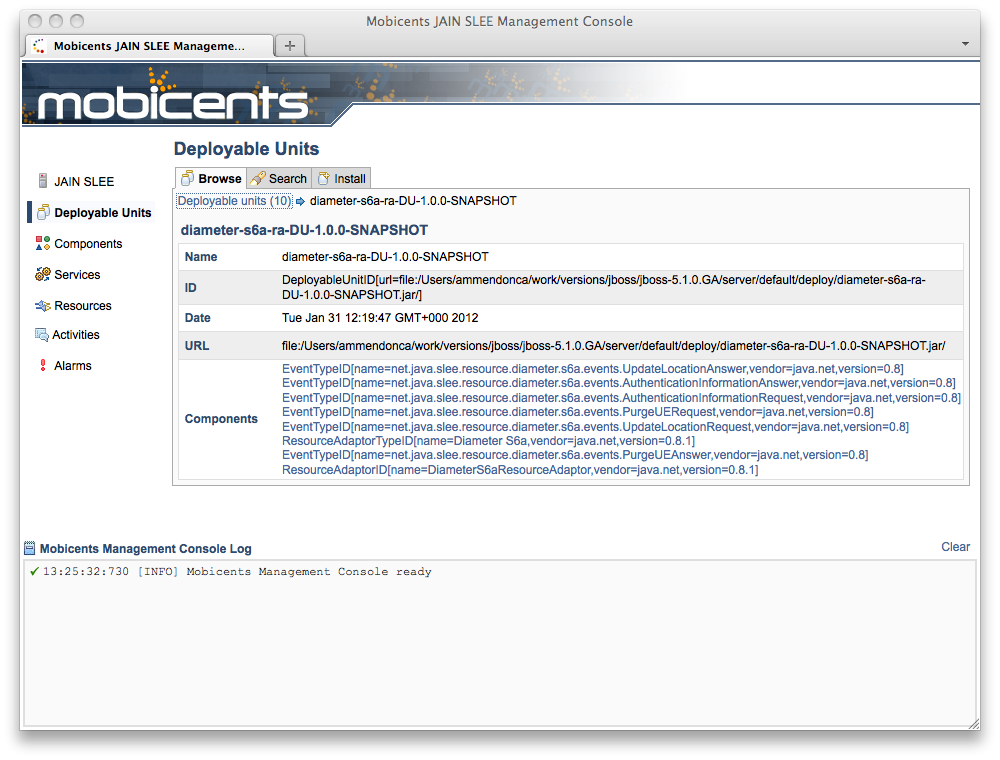 Mobicents JAIN SLEE Management Console
Mobicents JAIN SLEE Manageme...
mobicents
Deployable Units
JAIN SLEE
Deployable Units
Components
Services
Resources
Activities
Alarms
Browse Search Install
Deployable units (10) diameter-s6a-ra-DU-1.0.0-SNAPSHOT
diameter-s6a-ra-DU-1.0.0-SNAPSHOT
Name diameter-s6a-ra-DU-1.0.0-SNAPSHOT
ID DeployableUnitID[url=file:/Users/ammendonca/work/versions/jboss/jboss-5.1.0.GA/server/default/deploy/diameter-s6a-ra-
DU-1.0.0-SNAPSHOT.jar/]
Date Tue Jan 31 12:19:47 GMT+000 2012
URL file:/Users/ammendonca/work/versions/jboss/jboss-5.1.0.GA/server/default/deploy/diameter-s6a-ra-DU-1.0.0-SNAPSHOT.jar/
Components
EventTypeID[name=net.java.slee.resource.diameter.s6a.events.UpdateLocationAnswer,vendor=java.net,version=0.8]
EventTypeID[name=net.java.slee.resource.diameter.s6a.events.AuthenticationInformationAnswer,vendor=java.net,version=0.8]
EventTypeID[name=net.java.slee.resource.diameter.s6a.events.AuthenticationInformationRequest,vendor=java.net,version=0.8]
EventTypeID[name=net.java.slee.resource.diameter.s6a.events.PurgeUERequest,vendor=java.net,version=0.8]
EventTypeID[name=net.java.slee.resource.diameter.s6a.events.UpdateLocationRequest,vendor=java.net,version=0.8]
ResourceAdaptorTypeID[name=Diameter S6a,vendor=java.net,version=0.8.1]
EventTypeID[name=net.java.slee.resource.diameter.s6a.events.PurgeUEAnswer,vendor=java.net,version=0.8]
ResourceAdaptorID[name=DiameterS6aResourceAdaptor,vendor=java.net,version=0.8.1]
Mobicents Management Console Log Clear
13:25:32:730 [INFO] Mobicents Management Console ready